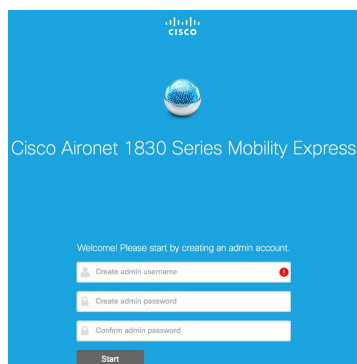 CISCO
Cisco Aironet 1830 Series Mobility Express
Welcome! Please start by creating an admin account.
Create admin username
Create admin password
Confirm admin password
Start